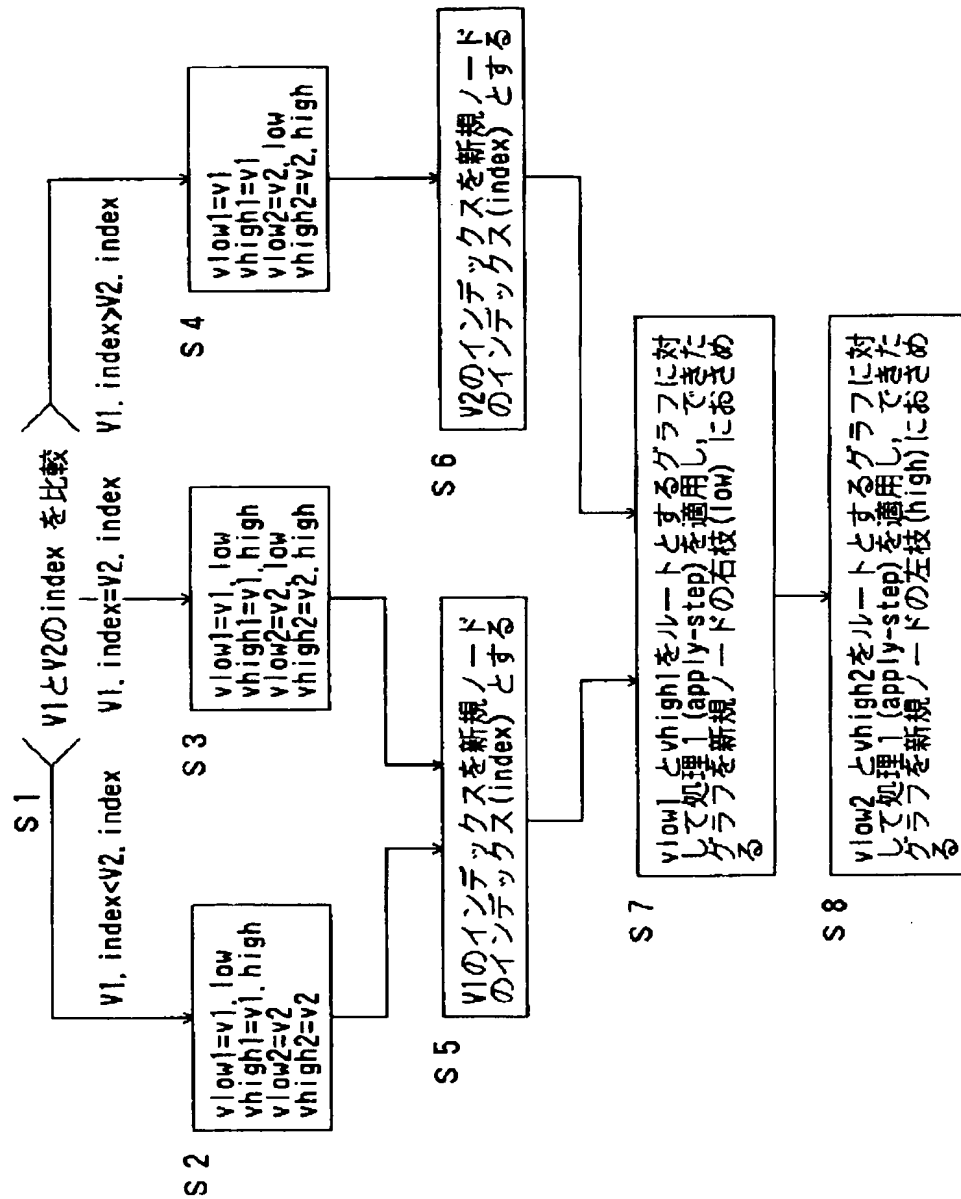 S1
V1とV2のindex を比較
V1. index<V2. index
V1. index=V2. index
V1. index>V2. index
S2
vlow1=v1. low
vhigh1=v1. high
vlow2=v2
vhigh2=v2
S3
vlow1=v1. low
vhigh1=v1. high
vlow2=v2. low
vhigh2=v2. high
S4
vlow1=v1
vhigh1=v1
vlow2=v2. low
vhigh2=v2. high
S5
V1のインデックスを新規ノード
のインデックス(index) とする
S6
V2のインデックスを新規ノード
のインデックス(index) とする
S7
vlow1 とvhigh1をルートとするグラフに対
して処理1 (apply-step)を適用し, できた
グラフを新規ノードの右枝(low) におさめ
る
S8
vlow2 とvhigh2をルートとするグラフに対
して処理1 (apply-step)を適用し, できた
グラフを新規ノードの左枝(high)におさめ
る